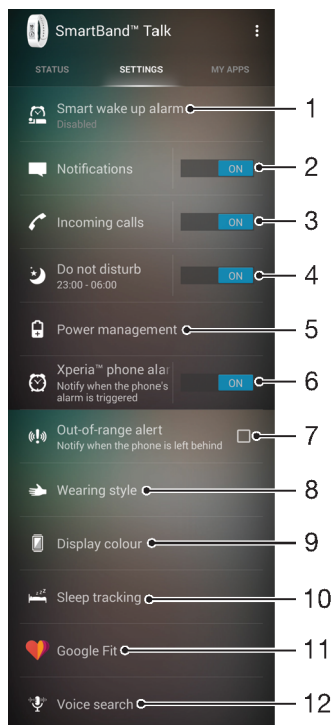 SmartBand™ Talk
STATUS SETTINGS MY APPS
Smart wake up alarm 1
Disabled
Notifications ON 2
Incoming calls ON 3
Do not disturb ON 4
23:00 - 06:00
Power management 5
Xperia™ phone alar ON 6
Notify when the phone's
alarm is triggered
Out-of-range alert 7
Notify when the phone is left behind
Wearing style 8
Display colour 9
Sleep tracking 10
Google Fit 11
Voice search 12